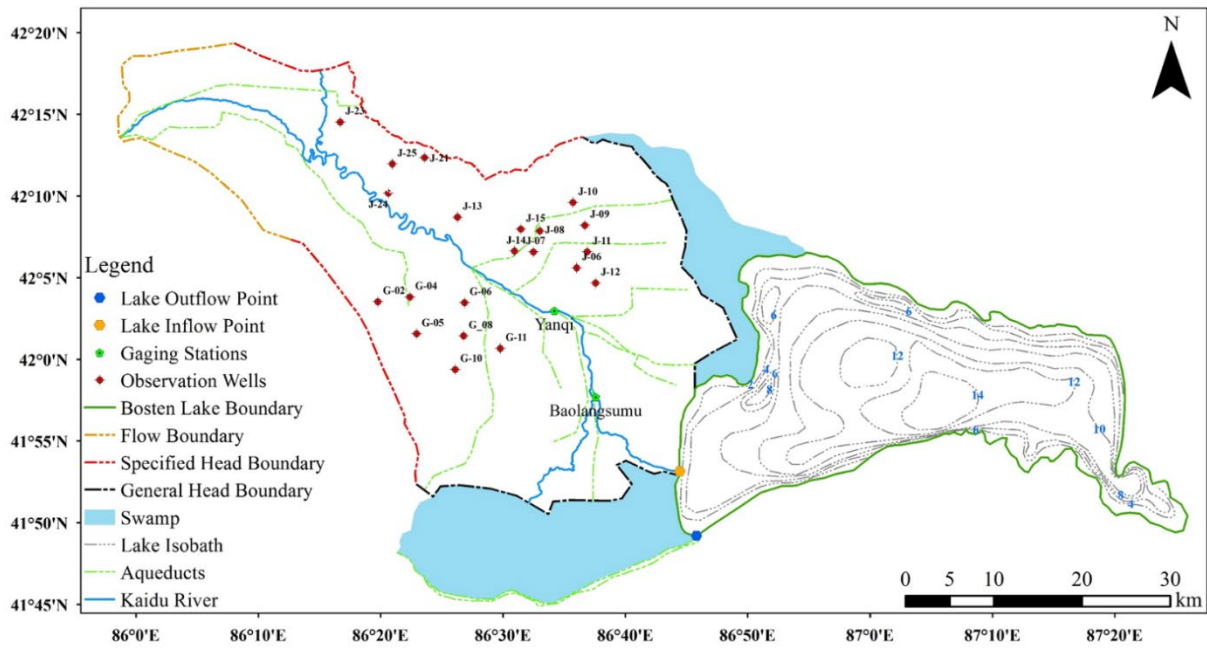 42°20'N
42°15'N
42°10'N
42°5'N
42°0'N
41°55'N
41°50'N
41°45'N
N
J-23
J-25
J-21
J-24
J-13
J-10
J-15
J-09
J-08
J-14
J-07
J-11
J-06
J-12
G-02
G-04
G-06
G-05
G_08
G-11
G-10
Yanqi
Baolangsumu
6
6
12
4
6
2
8
14
12
6
10
8
4
Legend
Lake Outflow Point
Lake Inflow Point
Gaging Stations
Observation Wells
Bosten Lake Boundary
Flow Boundary
Specified Head Boundary
General Head Boundary
Swamp
Lake Isobath
Aqueducts
Kaidu River
0 5 10 20 30
km
86°0'E 86°10'E 86°20'E 86°30'E 86°40'E 86°50'E 87°0'E 87°10'E 87°20'E